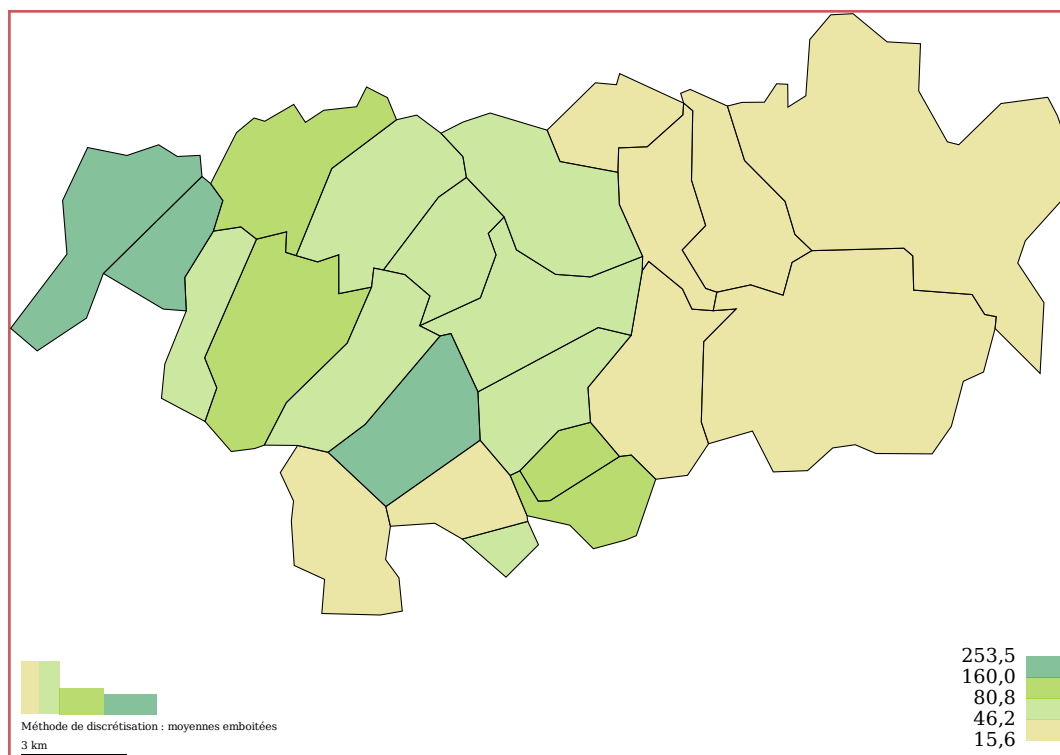 253,5
160,0
80,8
46,2
15,6
Méthode de discrétisation : moyennes emboitées
3 km